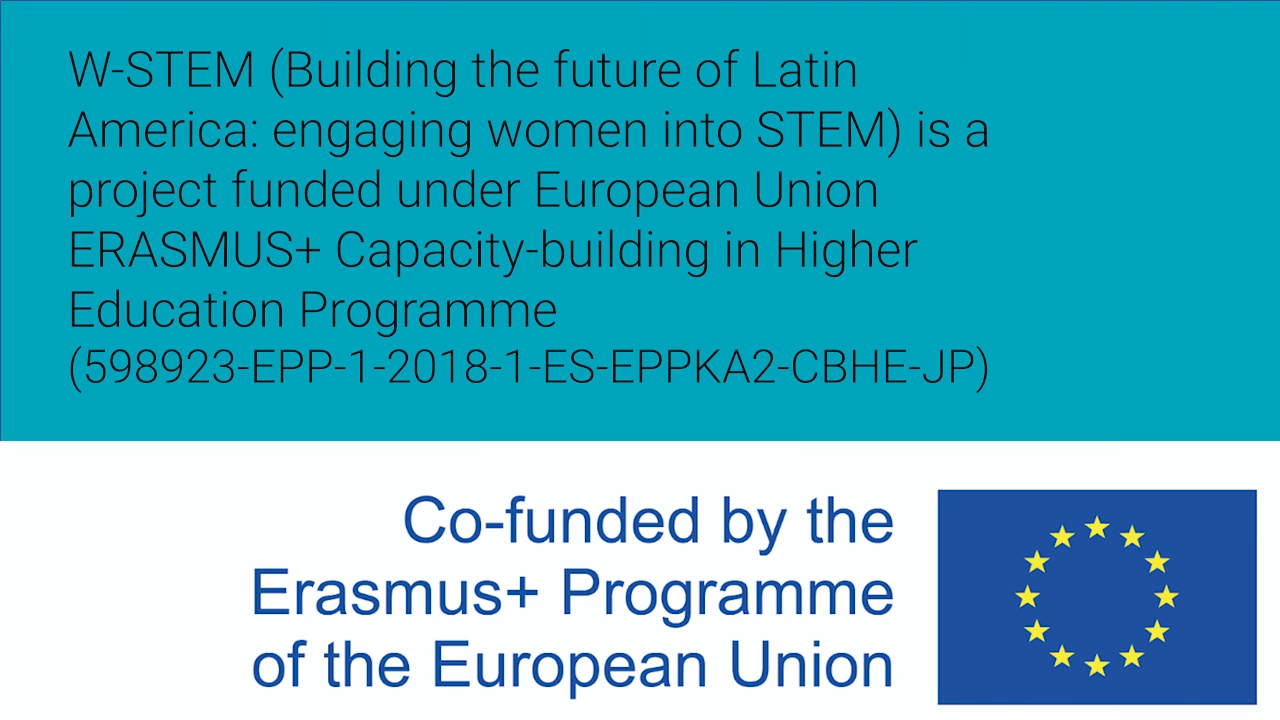 W-STEM (Building the future of Latin
America: engaging women into STEM) is a
project funded under European Union
ERASMUS+ Capacity-building in Higher
Education Programme
(598923-EPP-1-2018-1-ES-EPPKA2-CBHE-JP)
Co-funded by the
Erasmus+ Programme
of the European Union